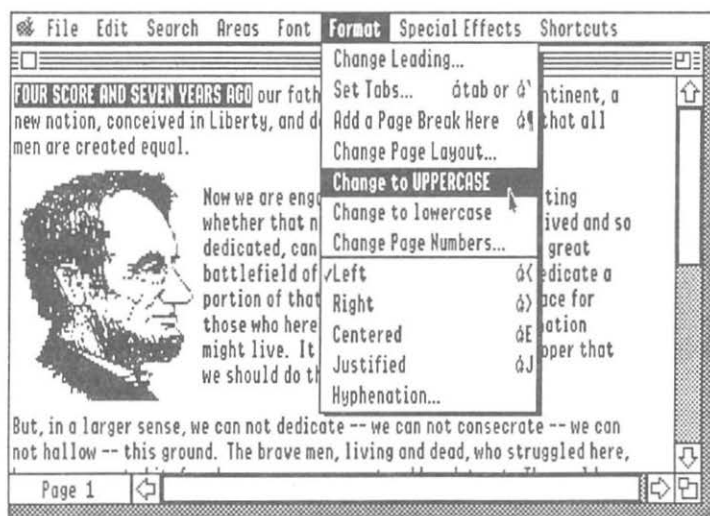 File Edit Search Areas Font Format Special Effects Shortcuts
FOUR SCORE AND SEVEN YEARS AGO our fath ntinent, a
new nation, conceived in Liberty, and d that all
men are created equal.
Now we are eng ting
whether that n ived and so
dedicated, can great
battlefield of edicate a
portion of that ace for
those who here ation
might live. It oper that
we should do th
But, in a larger sense, we can not dedicate -- we can not consecrate -- we can
not hallow -- this ground. The brave men, living and dead, who struggled here,
Change Leading...
Set Tabs... tab or `
Add a Page Break Here ¶
Change Page Layout...
Change to UPPERCASE
Change to lowercase
Change Page Numbers...
✓Left <
Right >
Centered E
Justified J
Hyphenation...
Page 1